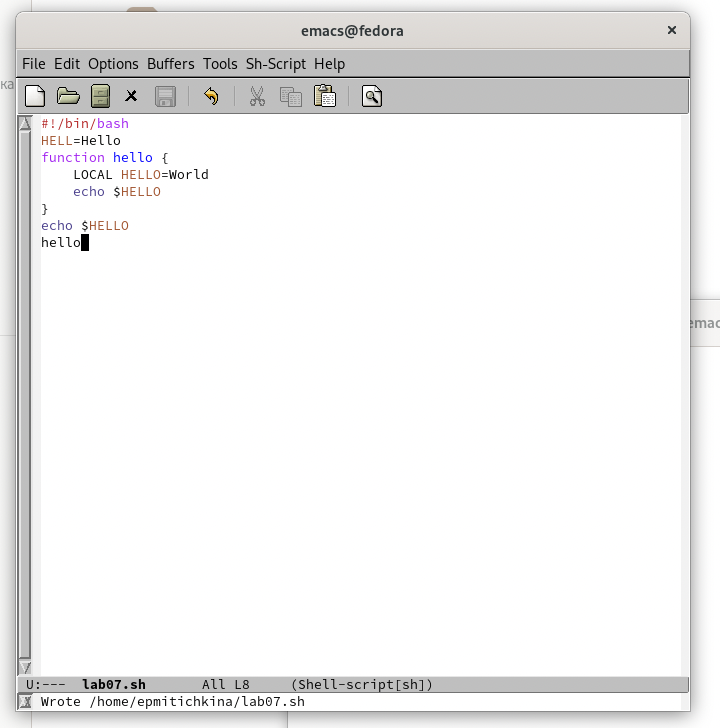 emacs@fedora
File Edit Options Buffers Tools Sh-Script Help
ка
#!/bin/bash
HELL=Hello
function hello {
    LOCAL HELLO=World
    echo $HELLO
}
echo $HELLO
hello
emac
U:---  lab07.sh       All L8     (Shell-script[sh])
Wrote /home/epmitichkina/lab07.sh